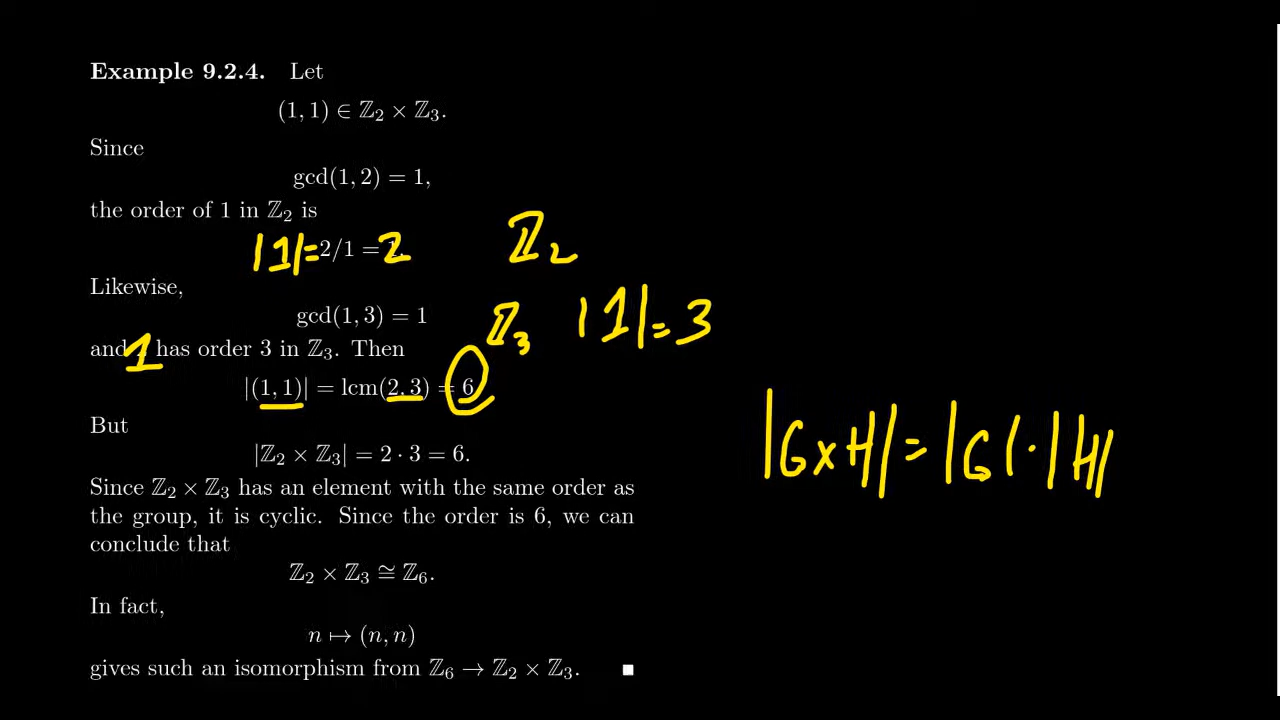 Example 9.2.4. Let
(1, 1) ∈ ℤ₂ × ℤ₃.
Since
gcd(1, 2) = 1,
the order of 1 in ℤ₂ is
|1|= 2/1 = 2
ℤ₂
Likewise,
gcd(1, 3) = 1
ℤ₃ |1|=3
and 1 has order 3 in ℤ₃. Then
|(1, 1)| = lcm(2, 3) = 6
|G×H|=|G|·|H|
But
|ℤ₂ × ℤ₃| = 2 · 3 = 6.
Since ℤ₂ × ℤ₃ has an element with the same order as
the group, it is cyclic. Since the order is 6, we can
conclude that
ℤ₂ × ℤ₃ ≅ ℤ₆.
In fact,
n ↦ (n, n)
gives such an isomorphism from ℤ₆ → ℤ₂ × ℤ₃. ■